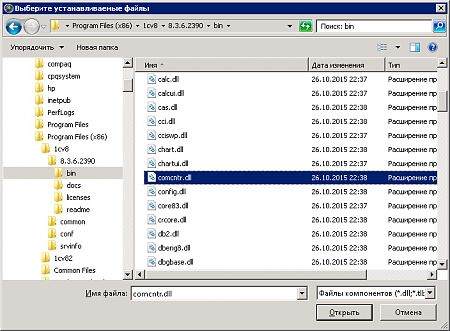 Выберите устанавливаемые файлы
Program Files (x86) 1cv8 8.3.6.2390 bin
Поиск: bin
Упорядочить Новая папка
compaq
cpqsystem
hp
inetpub
PerfLogs
Program Files
Program Files (x86)
1cv8
8.3.6.2390
bin
docs
licenses
readme
common
conf
srvinfo
1cv82
Common Files
Имя Дата изменения Тип
calc.dll 26.10.2015 22:37 Расширение пр
calcui.dll 26.10.2015 22:37 Расширение пр
cas.dll 26.10.2015 22:38 Расширение пр
cci.dll 26.10.2015 22:37 Расширение пр
cciswp.dll 26.10.2015 22:37 Расширение пр
chart.dll 26.10.2015 22:38 Расширение пр
chartui.dll 26.10.2015 22:38 Расширение пр
comcntr.dll 26.10.2015 22:38 Расширение пр
config.dll 26.10.2015 22:38 Расширение пр
core83.dll 26.10.2015 22:37 Расширение пр
crcore.dll 26.10.2015 22:38 Расширение пр
db2.dll 26.10.2015 22:38 Расширение пр
dbeng8.dll 26.10.2015 22:38 Расширение пр
dbgbase.dll 26.10.2015 22:38 Расширение пр
Имя файла: comcntr.dll Файлы компонентов (*.dll;*.tlb
Открыть Отмена